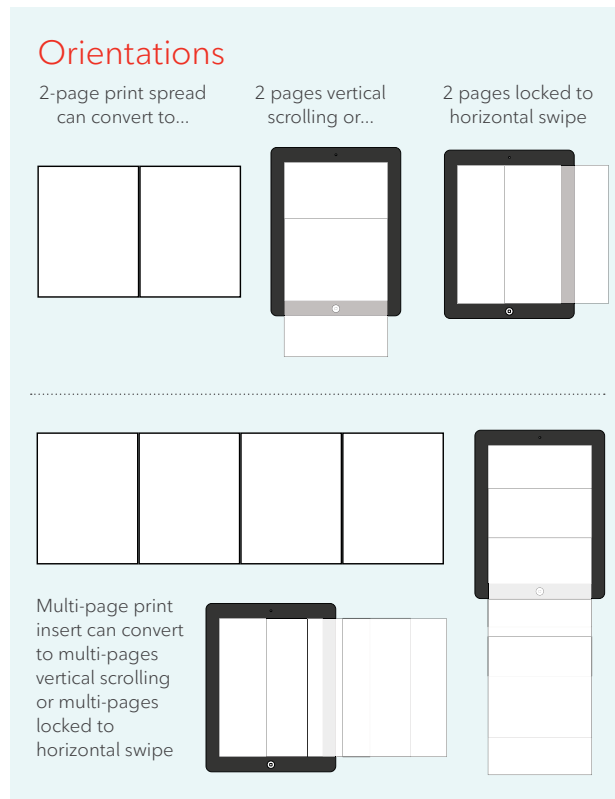 Orientations
2-page print spread
can convert to...
2 pages vertical
scrolling or...
2 pages locked to
horizontal swipe
Multi-page print
insert can convert
to multi-pages
vertical scrolling
or multi-pages
locked to
horizontal swipe